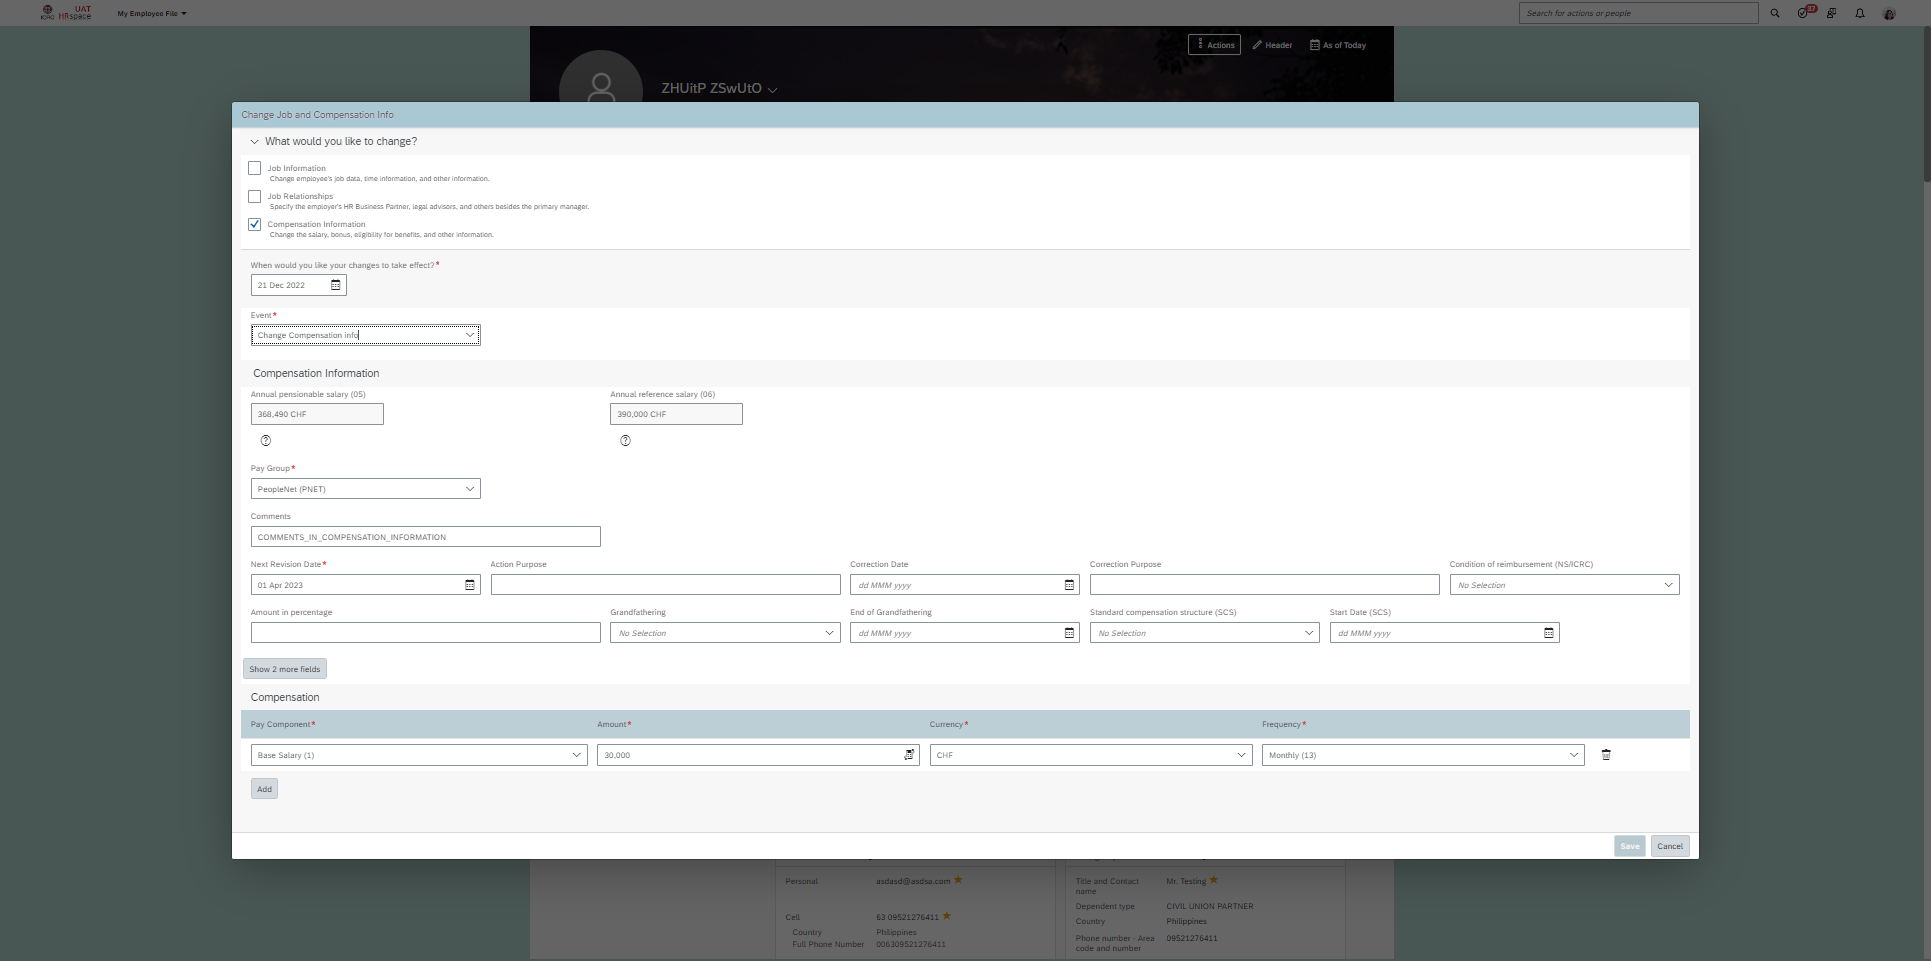 ICRC UAT HRspace
My Employee File
Search for actions or people
37
Actions Header As of Today
ZHUitP ZSwUtO
Change Job and Compensation Info
What would you like to change?
Job Information
Change employee's job data, time information, and other information.
Job Relationships
Specify the employer's HR Business Partner, legal advisors, and others besides the primary manager.
Compensation Information
Change the salary, bonus, eligibility for benefits, and other information.
When would you like your changes to take effect?*
21 Dec 2022
Event*
Change Compensation info
Compensation Information
Annual pensionable salary (05) Annual reference salary (06)
368,490 CHF 390,000 CHF
Pay Group*
PeopleNet (PNET)
Comments
COMMENTS_IN_COMPENSATION_INFORMATION
Next Revision Date* Action Purpose Correction Date Correction Purpose Condition of reimbursement (NS/ICRC)
01 Apr 2023 dd MMM yyyy No Selection
Amount in percentage Grandfathering End of Grandfathering Standard compensation structure (SCS) Start Date (SCS)
No Selection dd MMM yyyy No Selection dd MMM yyyy
Show 2 more fields
Compensation
Pay Component* Amount* Currency* Frequency*
Base Salary (1) 30,000 CHF Monthly (13)
Add
Save Cancel
Personal asdasd@asdsa.com
Cell 63 09521276411
Country Philippines
Full Phone Number 006309521276411
Title and Contact name Mr. Testing
Dependent type CIVIL UNION PARTNER
Country Philippines
Phone number - Area code and number 09521276411